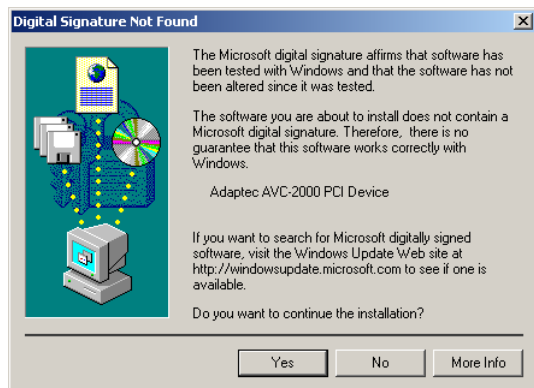 Digital Signature Not Found
The Microsoft digital signature affirms that software has
been tested with Windows and that the software has not
been altered since it was tested.
The software you are about to install does not contain a
Microsoft digital signature. Therefore, there is no
guarantee that this software works correctly with
Windows.
Adaptec AVC-2000 PCI Device
If you want to search for Microsoft digitally signed
software, visit the Windows Update Web site at
http://windowsupdate.microsoft.com to see if one is
available.
Do you want to continue the installation?
Yes No More Info